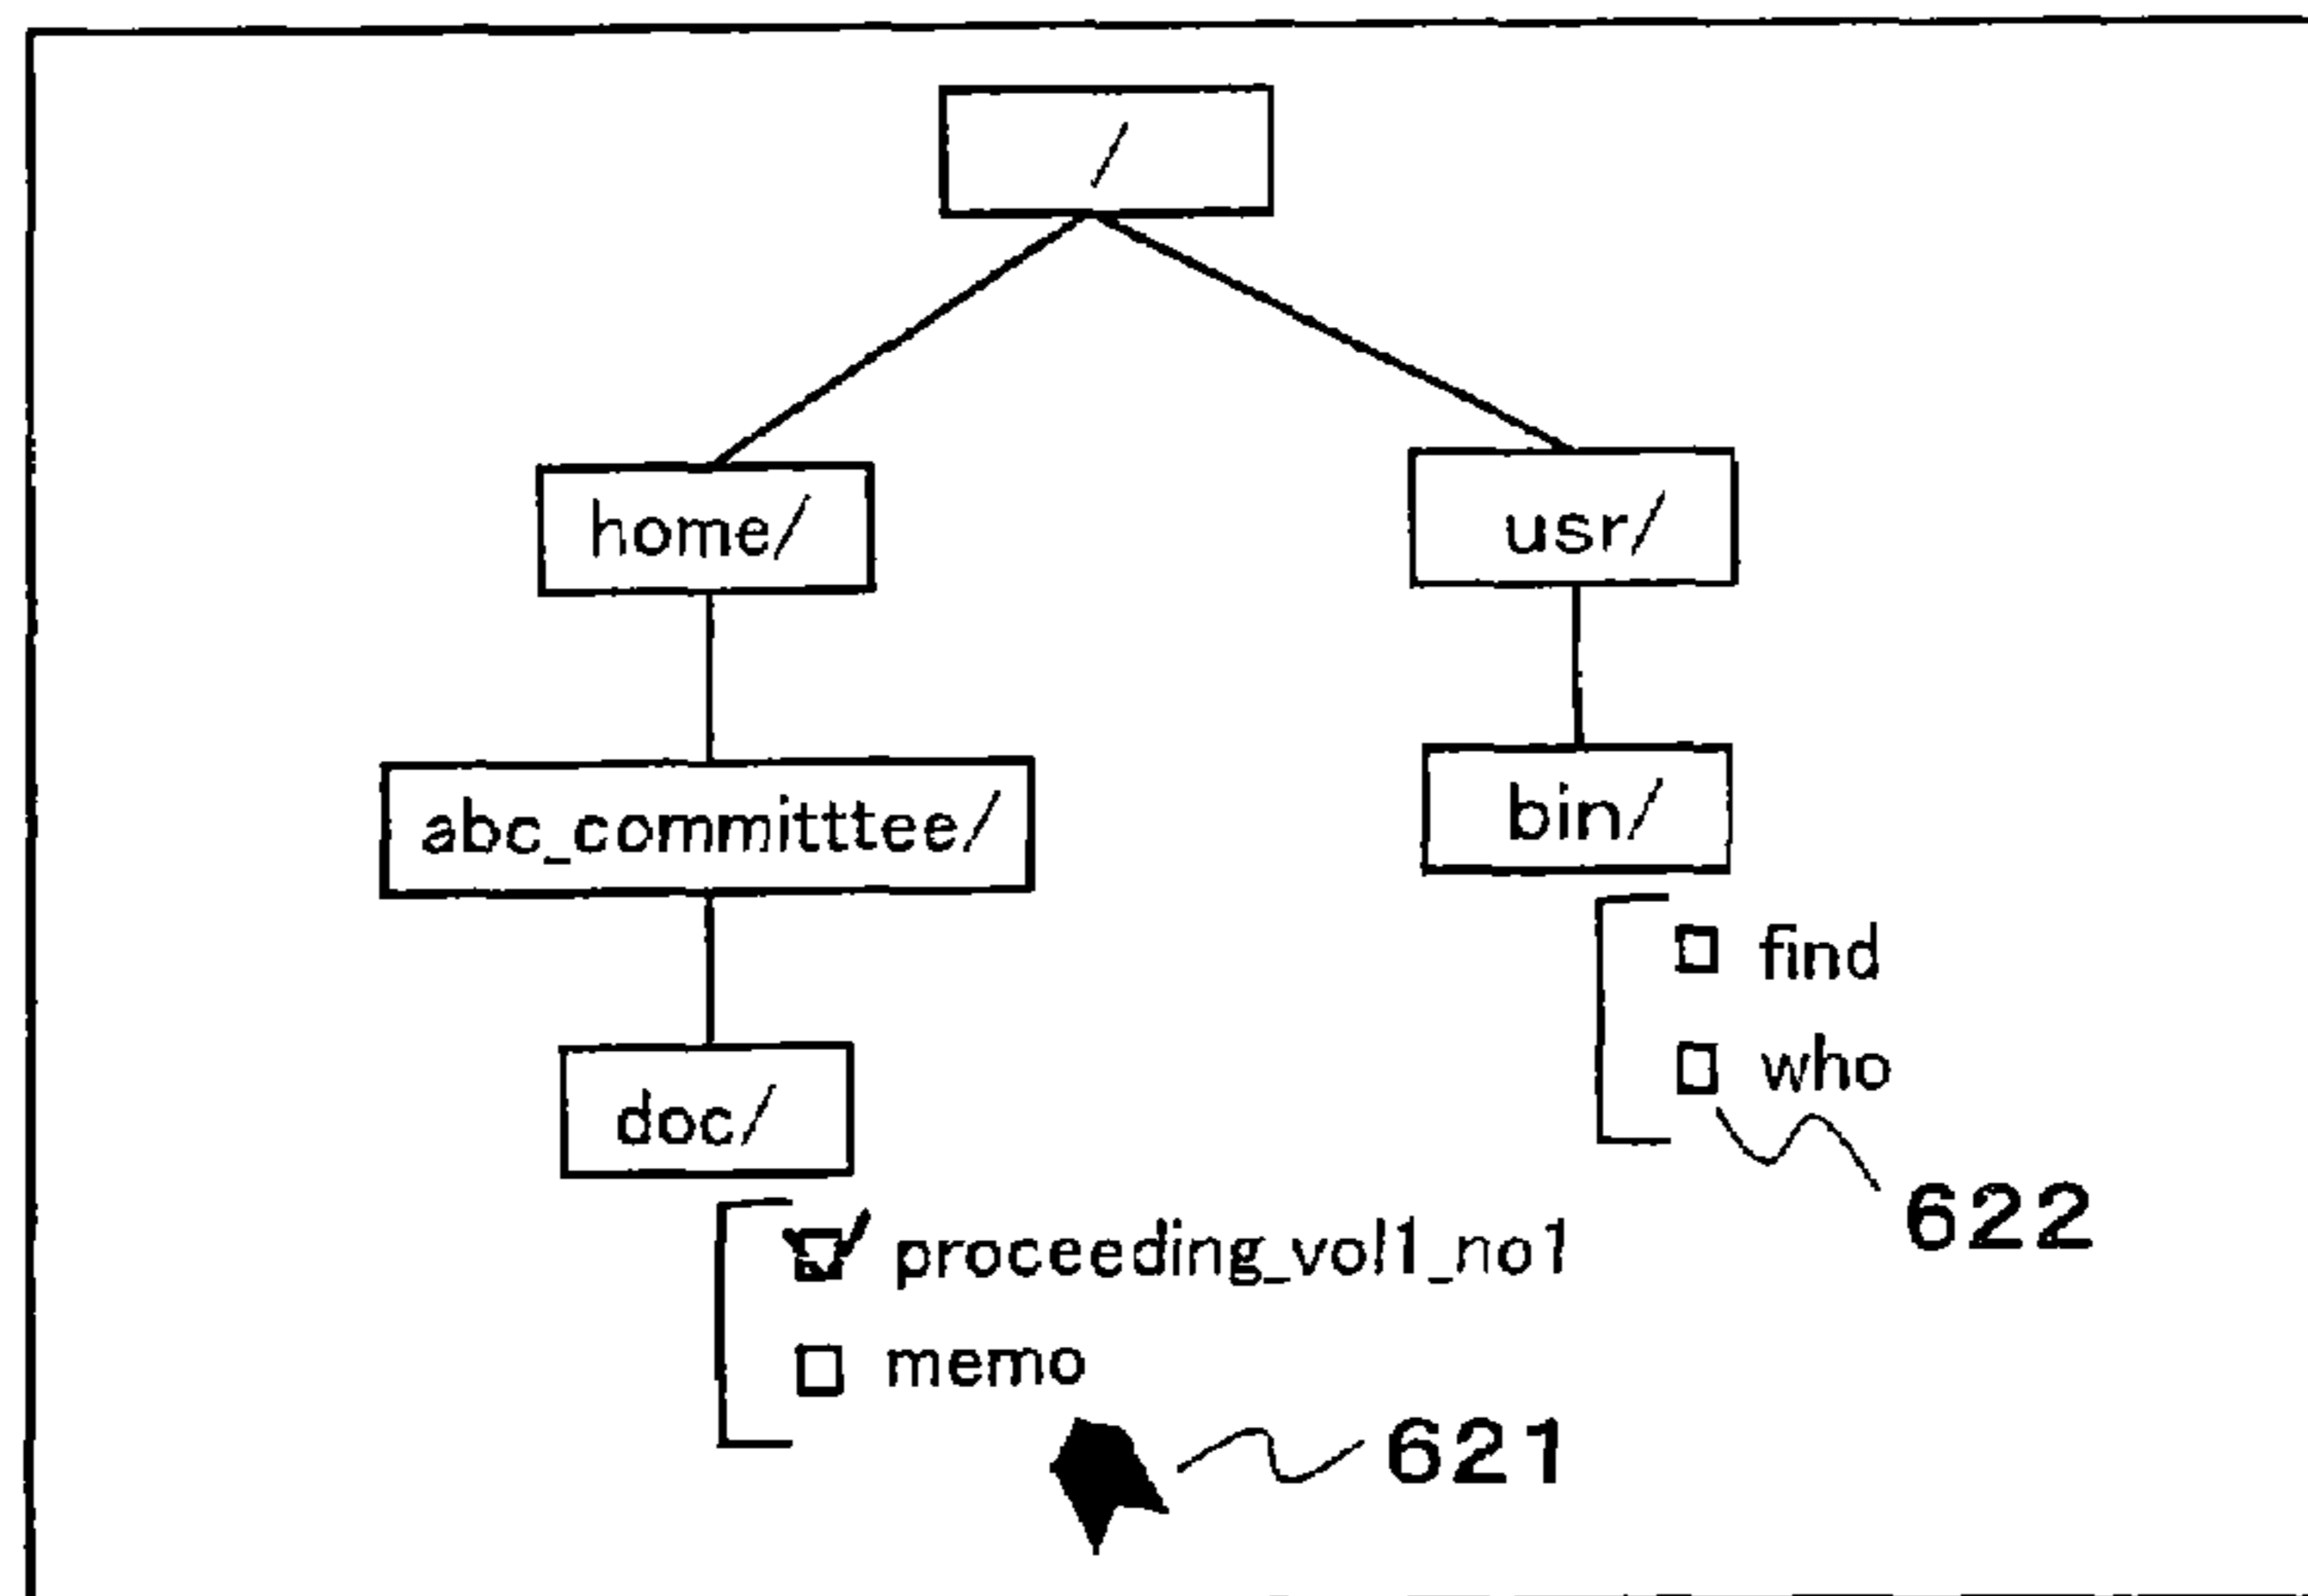 /
home/
usr/
abc_committtee/
bin/
find
who
doc/
622
proceeding_vol1_no1
memo
621